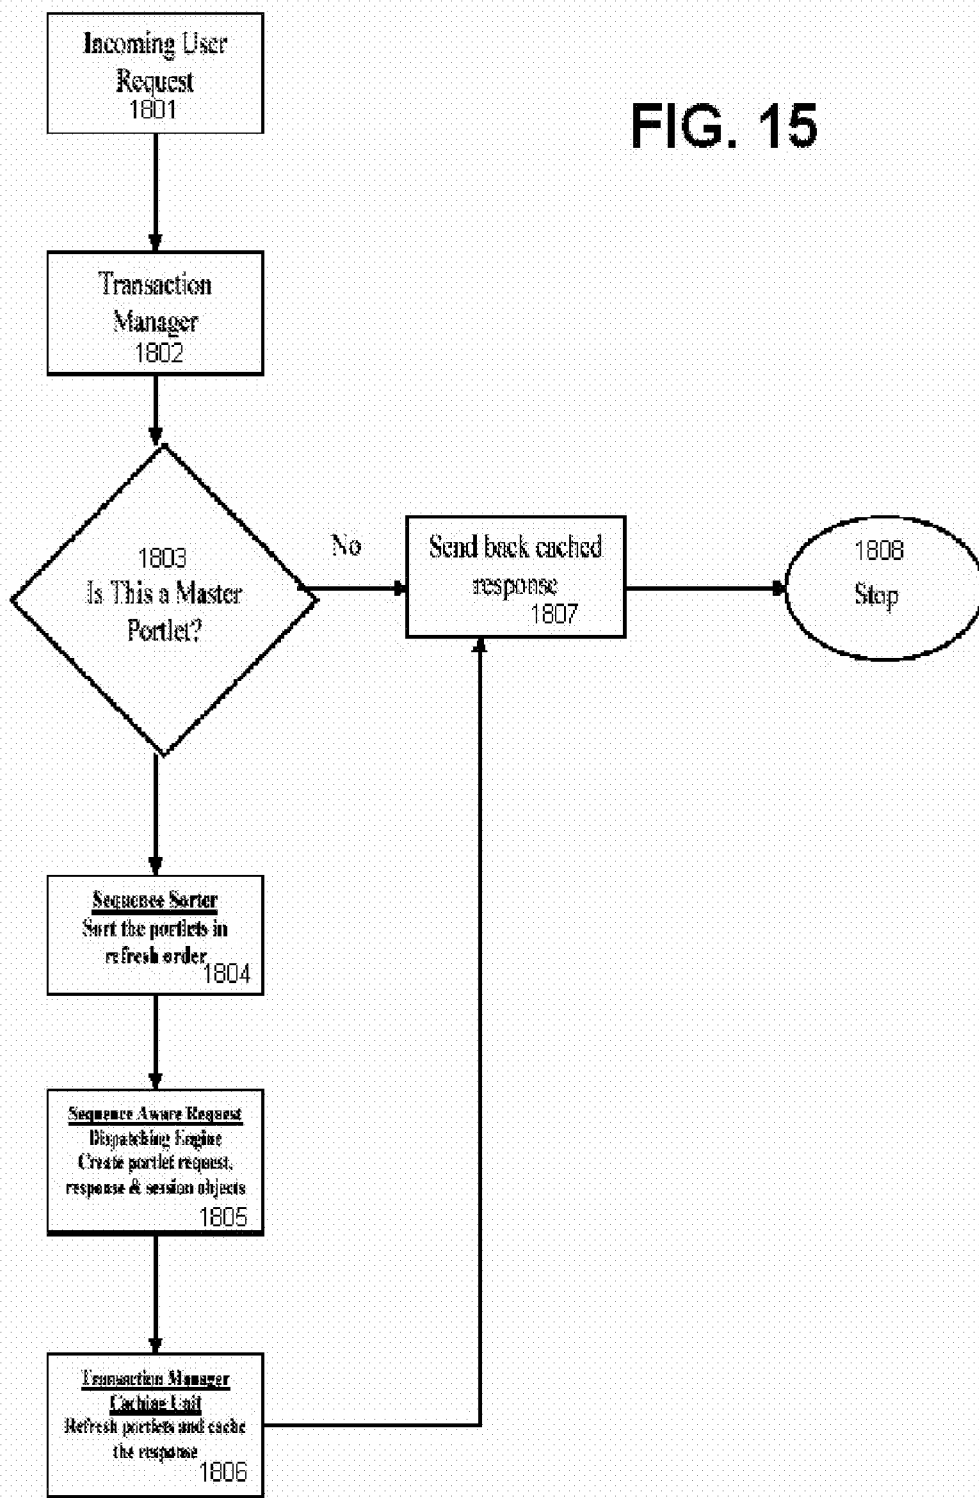 Incoming User
Request
1801
FIG. 15
Transaction
Manager
1802
1803
Is This a Master
Portlet?
No
Send back cached
response
1807
1808
Stop
Sequence Sorter
Sort the portlets in
refresh order
1804
Sequence Aware Request
Dispatching Engine
Create portlet request,
response & session objects
1805
Transaction Manager
Caching Unit
Refresh portlets and cache
the response
1806